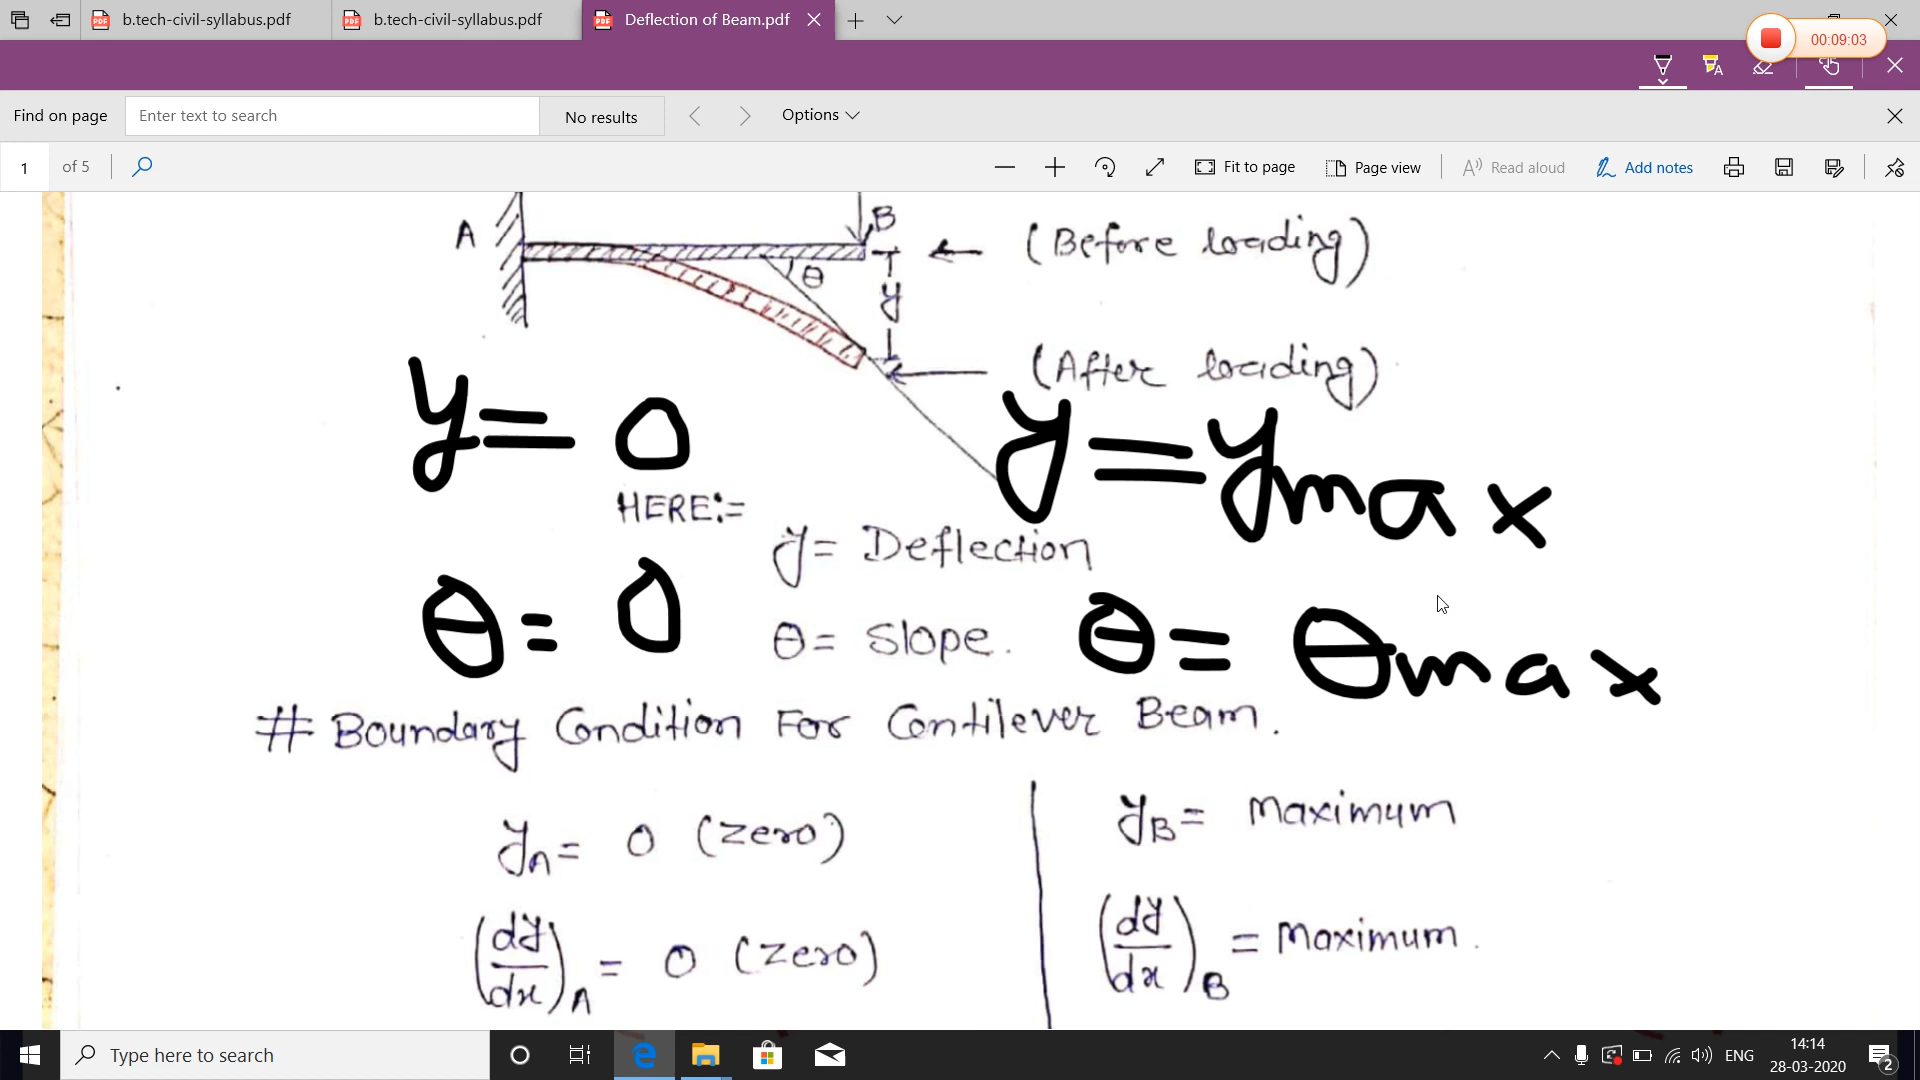 b.tech-civil-syllabus.pdf b.tech-civil-syllabus.pdf Deflection of Beam.pdf
00:09:03
Find on page Enter text to search No results Options
1 of 5 Fit to page Page view Read aloud Add notes
A B (Before loading)
θ
y
(After loading)
y = 0 y = ymax
HERE:=
y = Deflection
θ = 0 θ = Slope. θ = θmax
# Boundary Condition For Cantilever Beam.
yA = 0 (zero) yB = Maximum
(dy/dx)A = 0 (zero) (dy/dx)B = Maximum.
Type here to search
ENG 14:14
28-03-2020 2